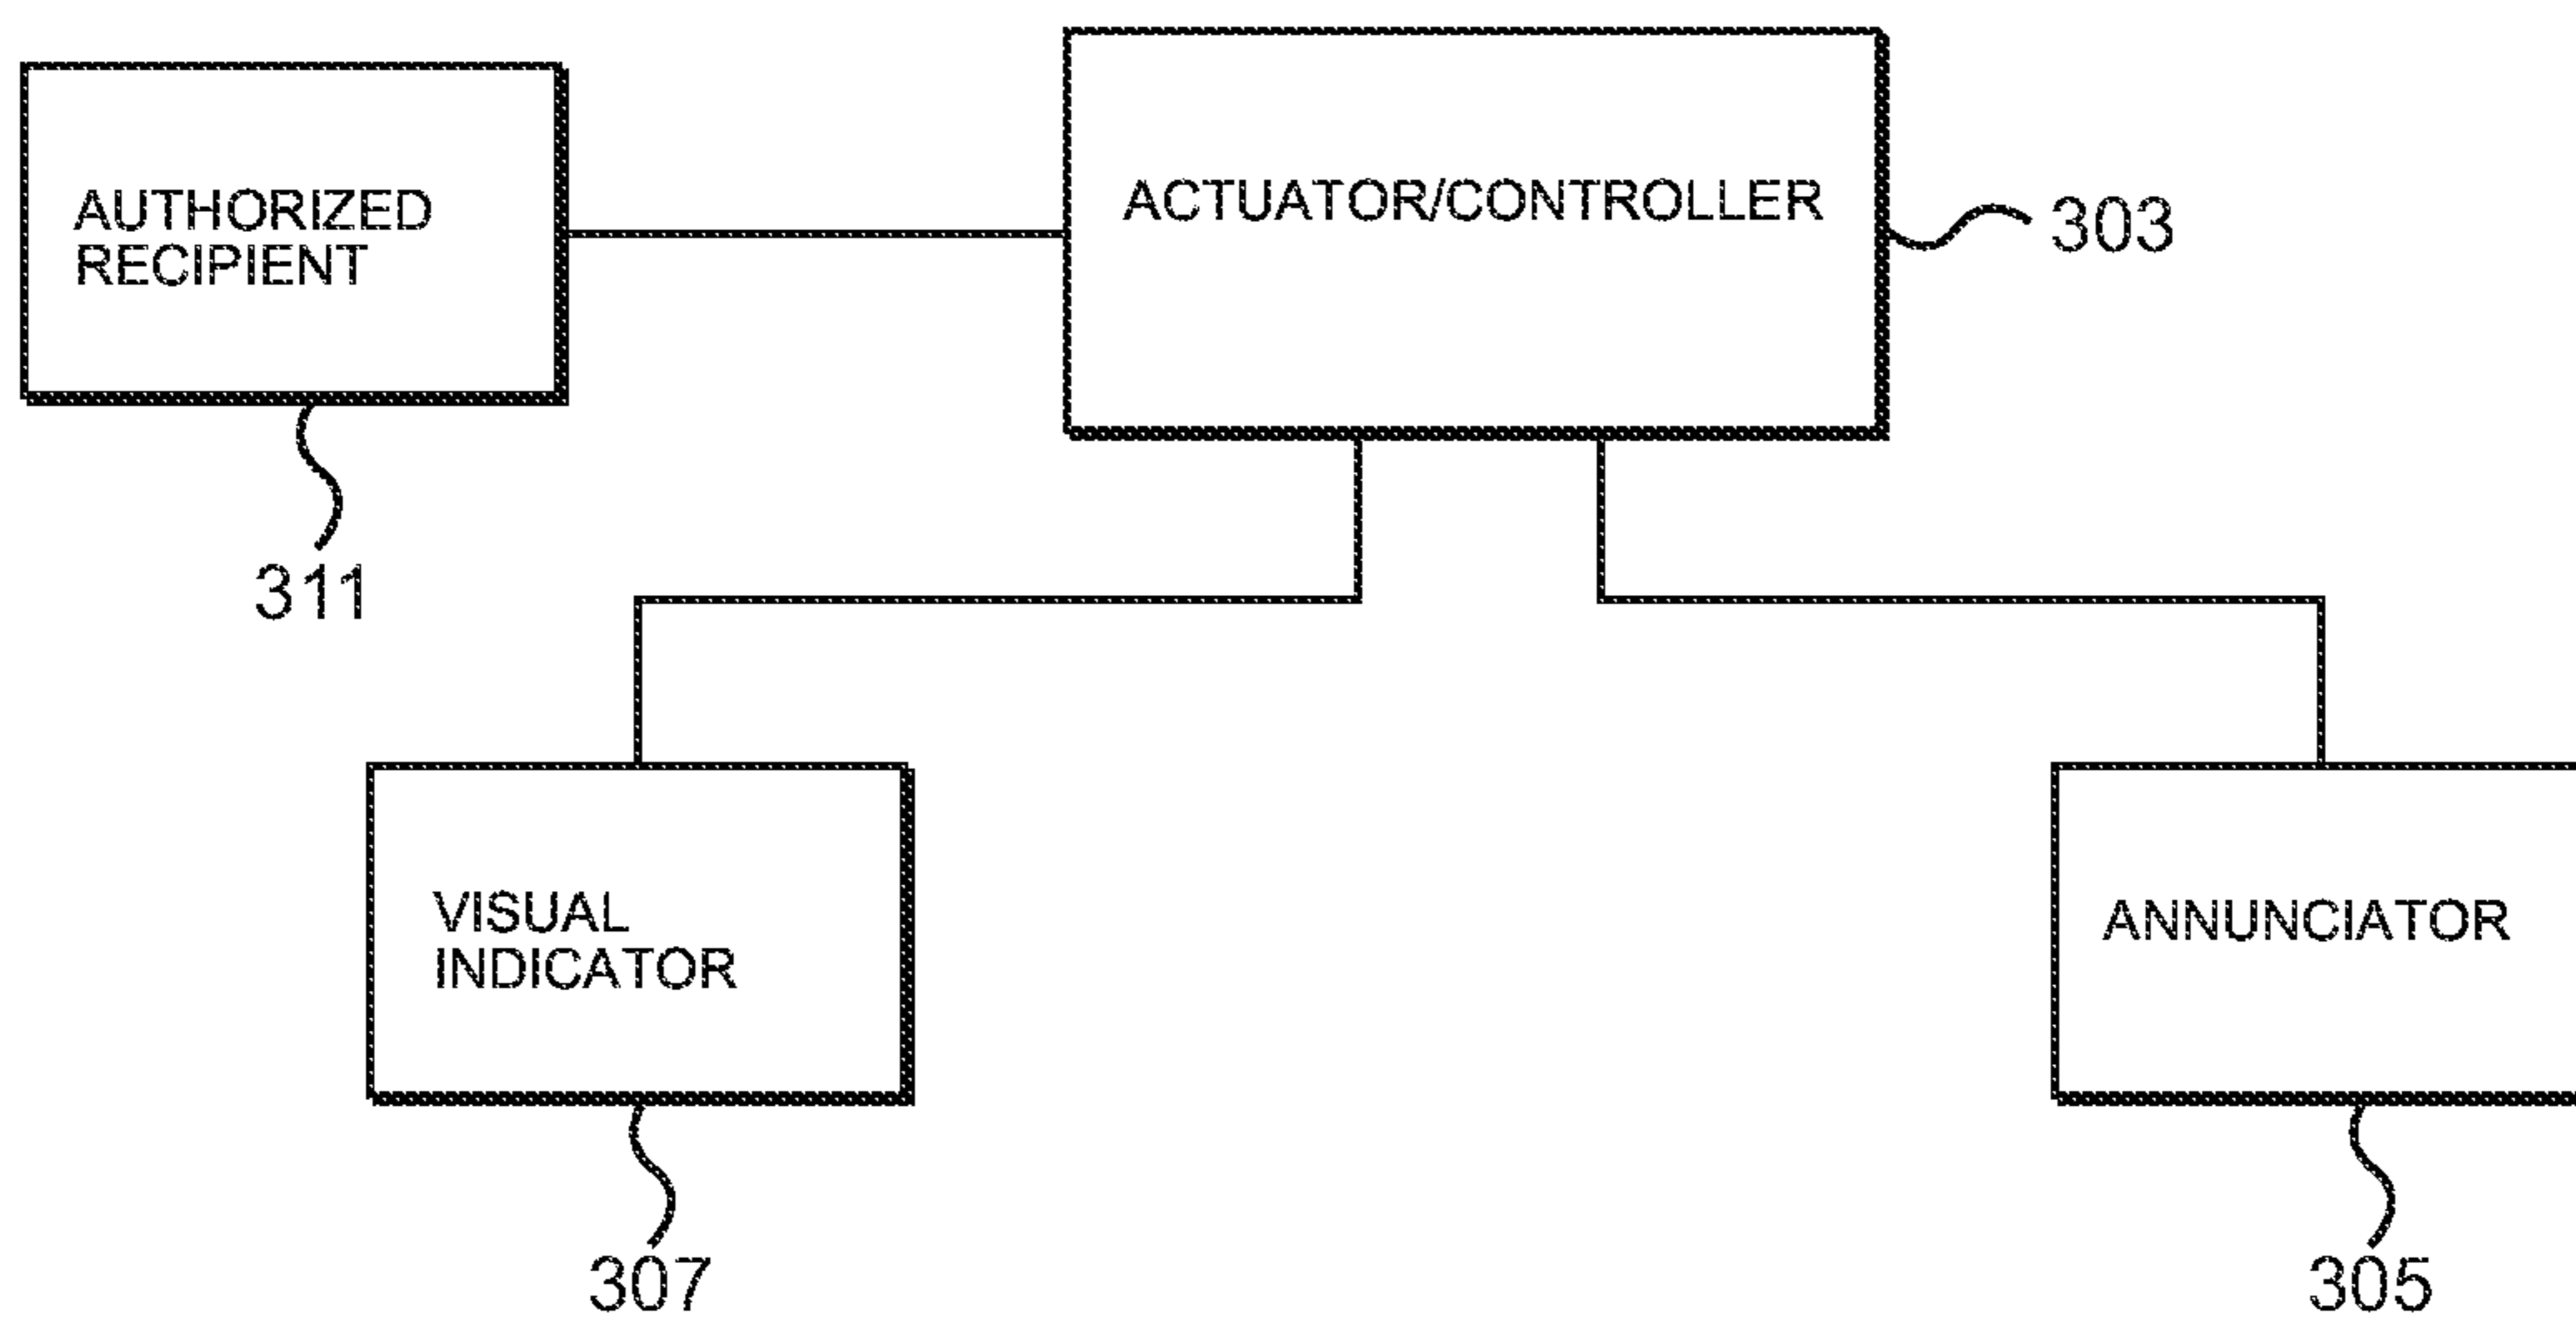 AUTHORIZED
RECIPIENT
ACTUATOR/CONTROLLER
303
311
VISUAL
INDICATOR
ANNUNCIATOR
307
305